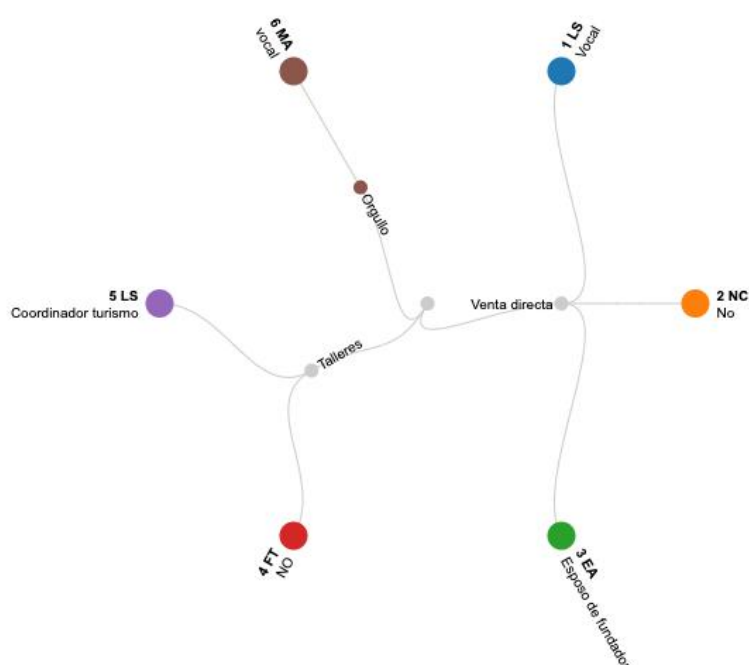 6 MA
vocal
1 LS
Vocal
Orgullo
5 LS
Coordinador turismo
Venta directa
2 NC
No
Talleres
4 FT
NO
3 EA
Esposo de fundador